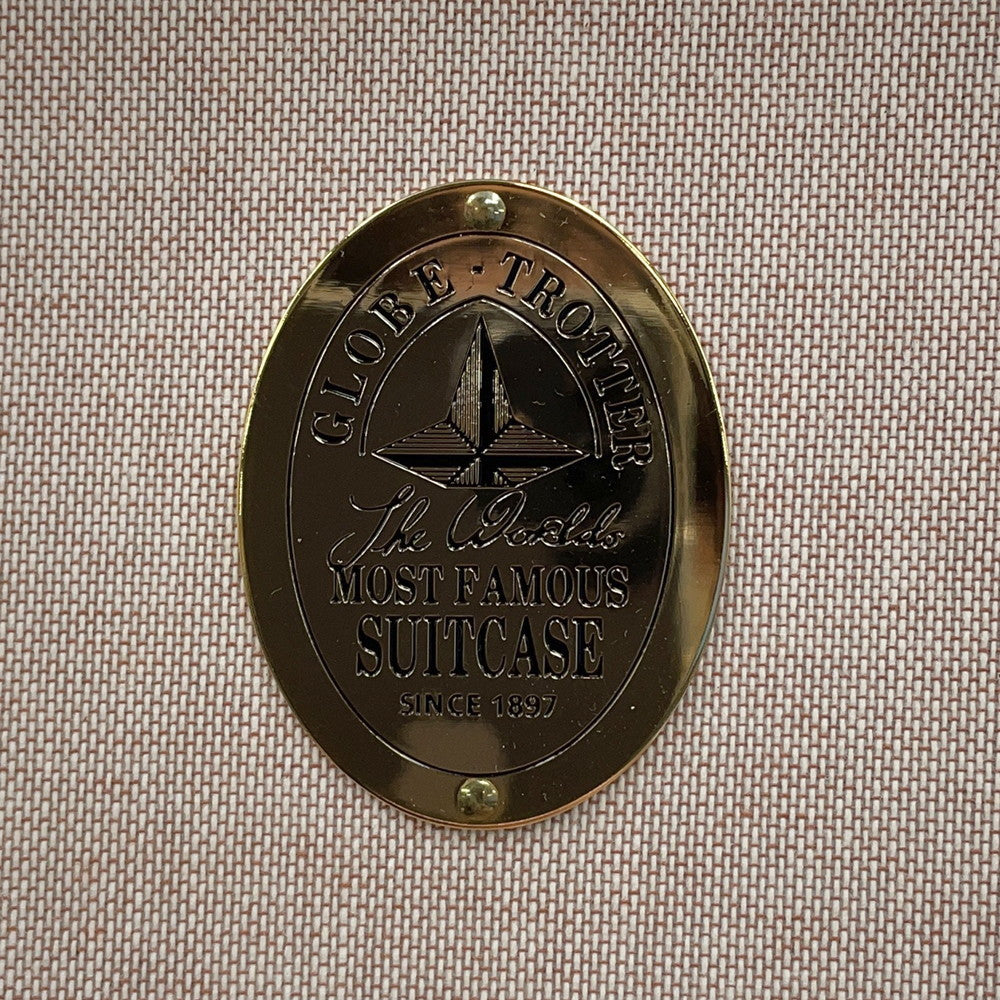 GLOBE · TROTTER
The Worlds
MOST FAMOUS
SUITCASE
SINCE 1897